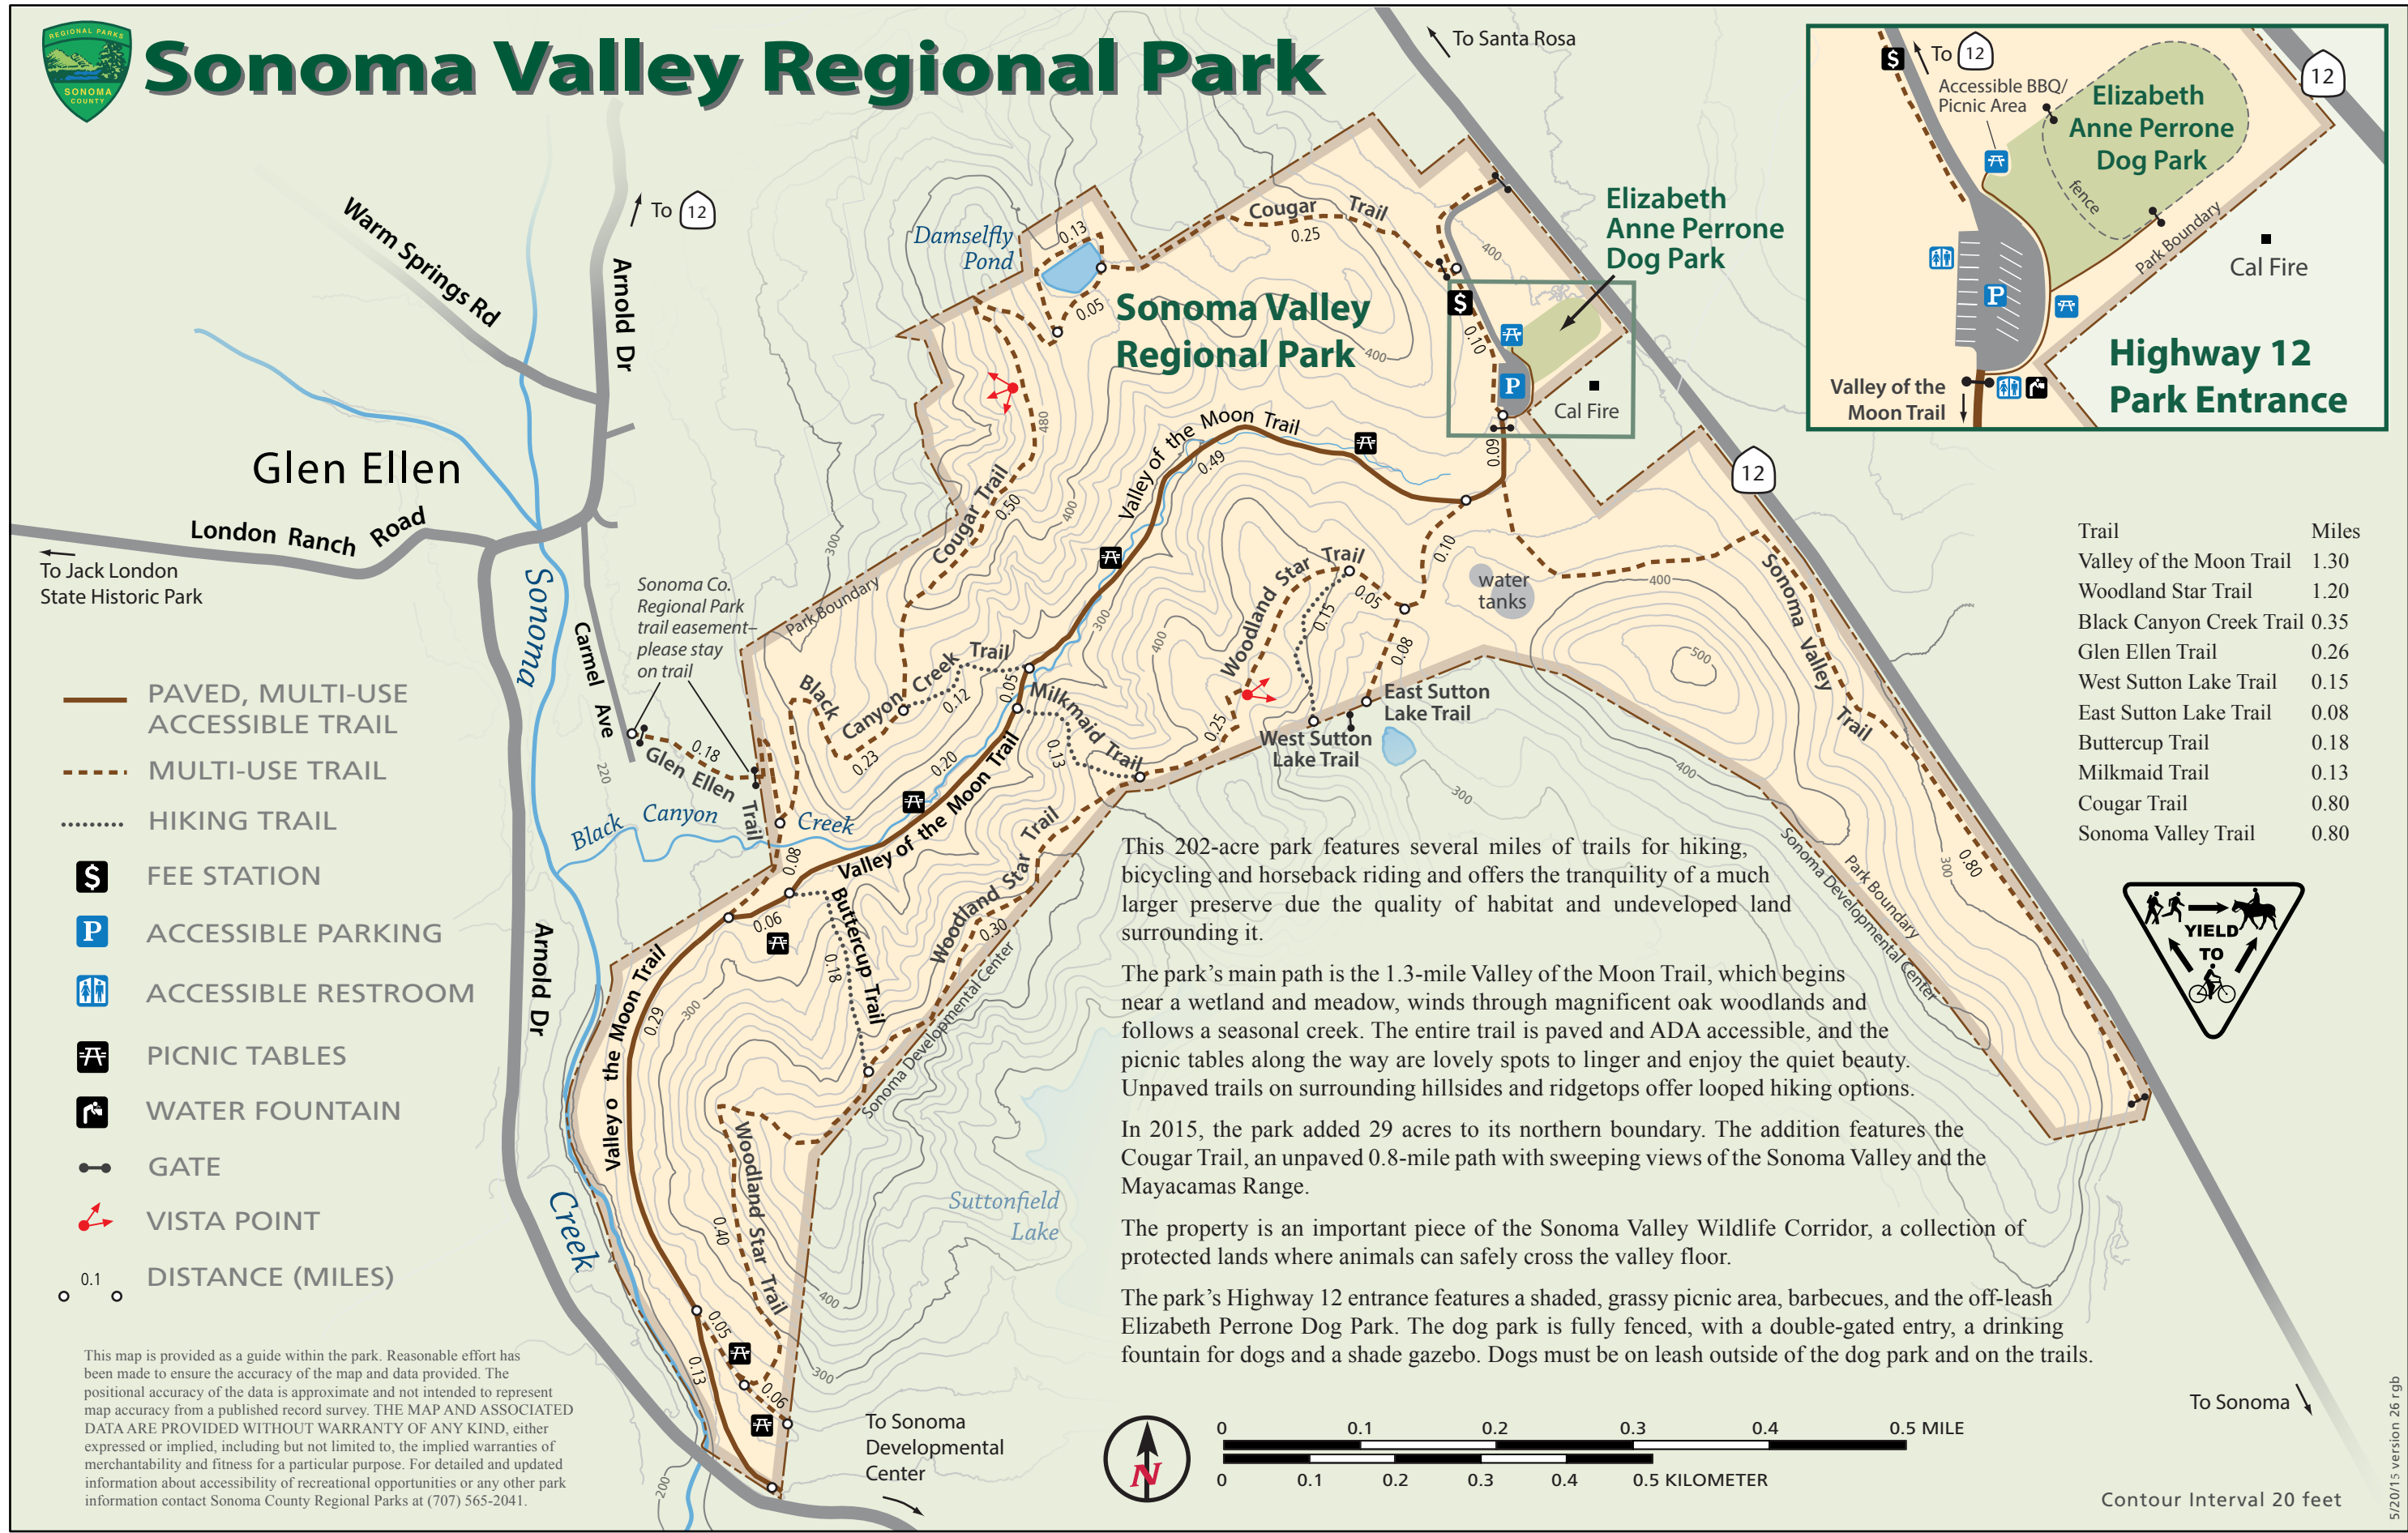 REGIONAL PARKS
SONOMA
COUNTY
Sonoma Valley Regional Park
To Santa Rosa
To 12
Warm Springs Rd
Arnold Dr
Glen Ellen
London Ranch Road
To Jack London
State Historic Park
Sonoma
Carmel Ave
Sonoma Co.
Regional Park
trail easement–
please stay
on trail
Damselfly
Pond
0.13
0.05
Cougar Trail
0.25
400
Elizabeth
Anne Perrone
Dog Park
Sonoma Valley
Regional Park
400
$
0.10
P
Cal Fire
0.09
12
480
Cougar Trail
0.50
400
300
Park Boundary
Valley of the Moon Trail
0.49
300
400
Woodland Star Trail
0.15
0.05
0.10
0.08
water
tanks
400
500
Sonoma Valley Trail
0.80
300
East Sutton
Lake Trail
West Sutton
Lake Trail
0.25
Black Canyon Creek Trail
0.12
0.23
0.05
Milkmaid Trail
0.13
0.20
Valley of the Moon Trail
0.18
Glen Ellen Trail
220
Black Canyon Creek
0.08
Valley of the Moon Trail
0.06
Buttercup Trail
0.18
Woodland Star Trail
0.30
Sonoma Developmental Center
300
400
Sonoma Developmental Center
Park Boundary
Arnold Dr
Valley o the Moon Trail
0.29
300
Woodland Star Trail
0.40
Creek
Suttonfield
Lake
400
300
0.05
0.13
0.06
200
To Sonoma
Developmental
Center
To 12
12
$
Accessible BBQ/
Picnic Area
Elizabeth
Anne Perrone
Dog Park
fence
Park Boundary
Cal Fire
P
Valley of the
Moon Trail
Highway 12
Park Entrance
Trail Miles
Valley of the Moon Trail 1.30
Woodland Star Trail 1.20
Black Canyon Creek Trail 0.35
Glen Ellen Trail 0.26
West Sutton Lake Trail 0.15
East Sutton Lake Trail 0.08
Buttercup Trail 0.18
Milkmaid Trail 0.13
Cougar Trail 0.80
Sonoma Valley Trail 0.80
YIELD
TO
PAVED, MULTI-USE
ACCESSIBLE TRAIL
MULTI-USE TRAIL
HIKING TRAIL
$ FEE STATION
P ACCESSIBLE PARKING
ACCESSIBLE RESTROOM
PICNIC TABLES
WATER FOUNTAIN
GATE
VISTA POINT
0.1 DISTANCE (MILES)
This map is provided as a guide within the park. Reasonable effort has
been made to ensure the accuracy of the map and data provided. The
positional accuracy of the data is approximate and not intended to represent
map accuracy from a published record survey. THE MAP AND ASSOCIATED
DATA ARE PROVIDED WITHOUT WARRANTY OF ANY KIND, either
expressed or implied, including but not limited to, the implied warranties of
merchantability and fitness for a particular purpose. For detailed and updated
information about accessibility of recreational opportunities or any other park
information contact Sonoma County Regional Parks at (707) 565-2041.
This 202-acre park features several miles of trails for hiking,
bicycling and horseback riding and offers the tranquility of a much
larger preserve due the quality of habitat and undeveloped land
surrounding it.
The park's main path is the 1.3-mile Valley of the Moon Trail, which begins
near a wetland and meadow, winds through magnificent oak woodlands and
follows a seasonal creek. The entire trail is paved and ADA accessible, and the
picnic tables along the way are lovely spots to linger and enjoy the quiet beauty.
Unpaved trails on surrounding hillsides and ridgetops offer looped hiking options.
In 2015, the park added 29 acres to its northern boundary. The addition features the
Cougar Trail, an unpaved 0.8-mile path with sweeping views of the Sonoma Valley and the
Mayacamas Range.
The property is an important piece of the Sonoma Valley Wildlife Corridor, a collection of
protected lands where animals can safely cross the valley floor.
The park's Highway 12 entrance features a shaded, grassy picnic area, barbecues, and the off-leash
Elizabeth Perrone Dog Park. The dog park is fully fenced, with a double-gated entry, a drinking
fountain for dogs and a shade gazebo. Dogs must be on leash outside of the dog park and on the trails.
N
0 0.1 0.2 0.3 0.4 0.5 MILE
0 0.1 0.2 0.3 0.4 0.5 KILOMETER
To Sonoma
Contour Interval 20 feet
5/20/15 version 26 rgb